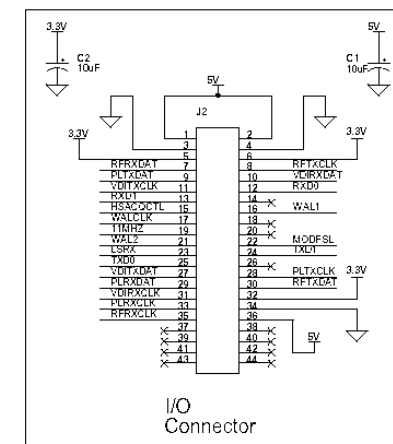 3.3V 5V
C2 10uF
C1 10uF
5V
J2
1 2
3 4
3.3V 5 6 3.3V
RFRXDAT 7 8 RFTXCLK
PLTXDAT 9 10 VDIRXDAT
VDITXCLK 11 12 RXD0
RXD1 13 14
HSACQCTL 15 16 WAL1
WALCLK 17 18
11MHZ 19 20
WAL2 21 22 MODFSL
LSRX 23 24 TXD1
TXD0 25 26
VDITXDAT 27 28 PLTXCLK 3.3V
PLRXDAT 29 30 RFTXDAT
VDIRXCLK 31 32
PLRXCLK 33 34
RFRXCLK 35 36 5V
37 38
39 40
41 42
43 44
I/O
Connector